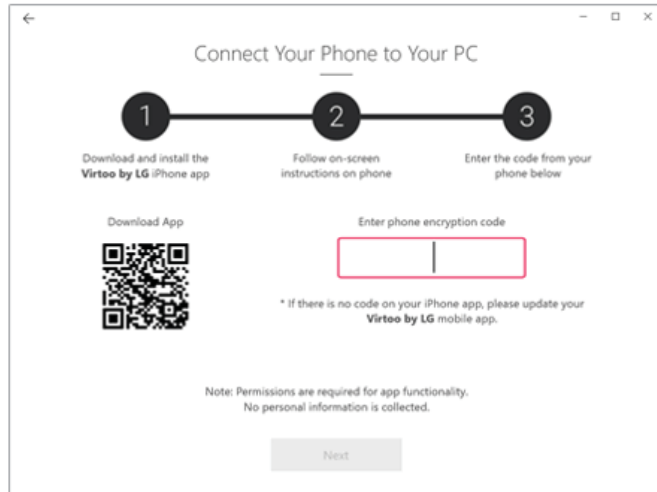 Connect Your Phone to Your PC
1
2
3
Download and install the
Virtoo by LG iPhone app
Follow on-screen
instructions on phone
Enter the code from your
phone below
Download App
Enter phone encryption code
* If there is no code on your iPhone app, please update your
Virtoo by LG mobile app.
Note: Permissions are required for app functionality.
No personal information is collected.
Next